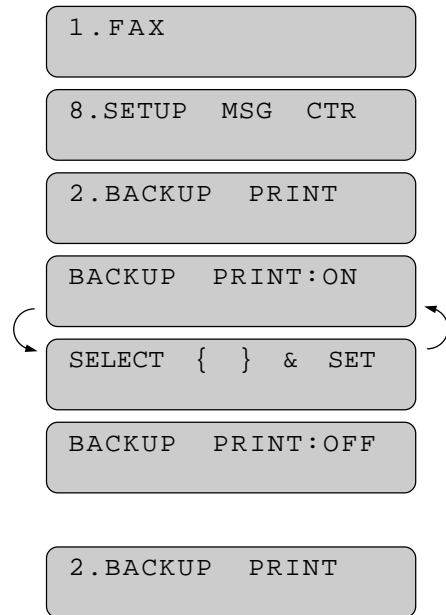 1.FAX
8.SETUP MSG CTR
2.BACKUP PRINT
BACKUP PRINT:ON
SELECT { } & SET
BACKUP PRINT:OFF
2.BACKUP PRINT